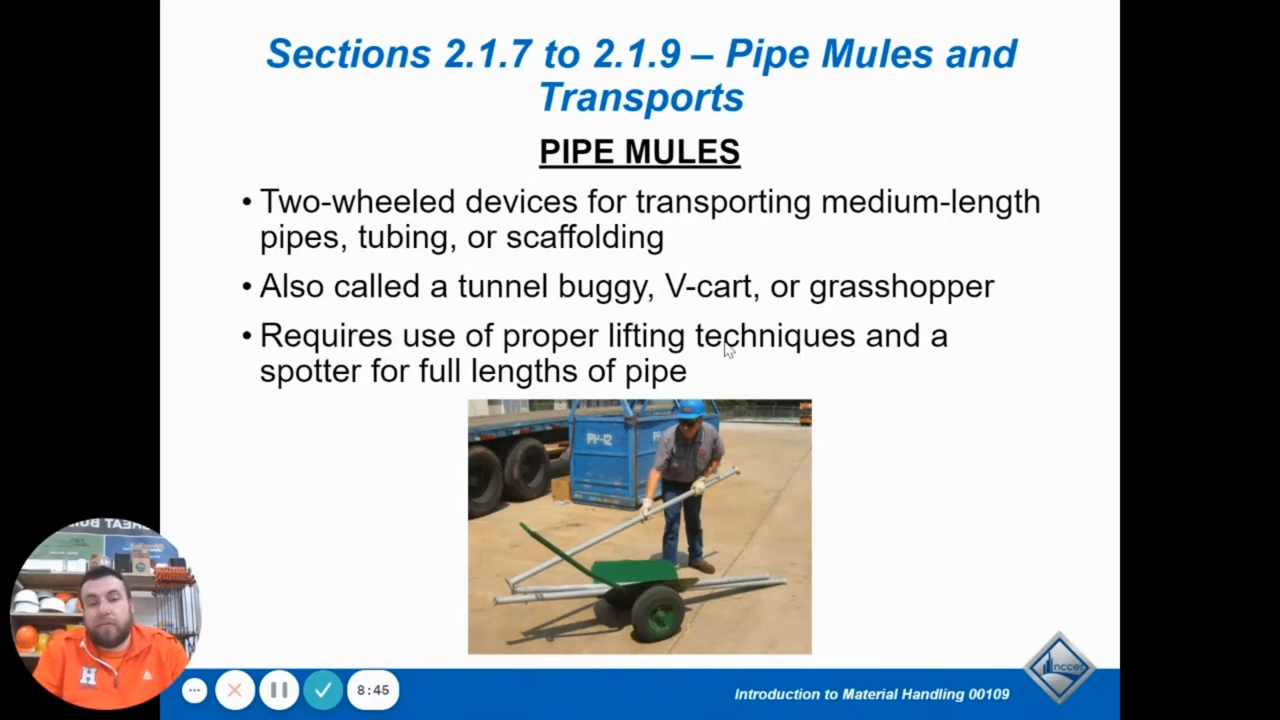 Sections 2.1.7 to 2.1.9 – Pipe Mules and
Transports
PIPE MULES
• Two-wheeled devices for transporting medium-length
pipes, tubing, or scaffolding
• Also called a tunnel buggy, V-cart, or grasshopper
• Requires use of proper lifting techniques and a
spotter for full lengths of pipe
H
8:45
Introduction to Material Handling 00109
nccer